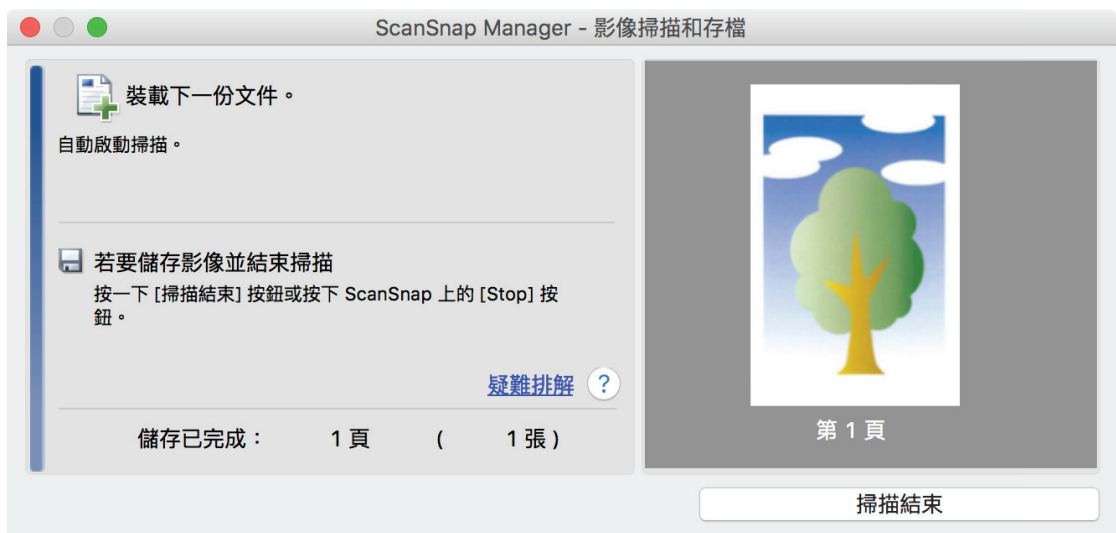 ScanSnap Manager - 影像掃描和存檔
裝載下一份文件。
自動啟動掃描。
若要儲存影像並結束掃描
按一下 [掃描結束] 按鈕或按下 ScanSnap 上的 [Stop] 按
鈕。
疑難排解 ?
儲存已完成： 1 頁 ( 1 張 )
第 1 頁
掃描結束